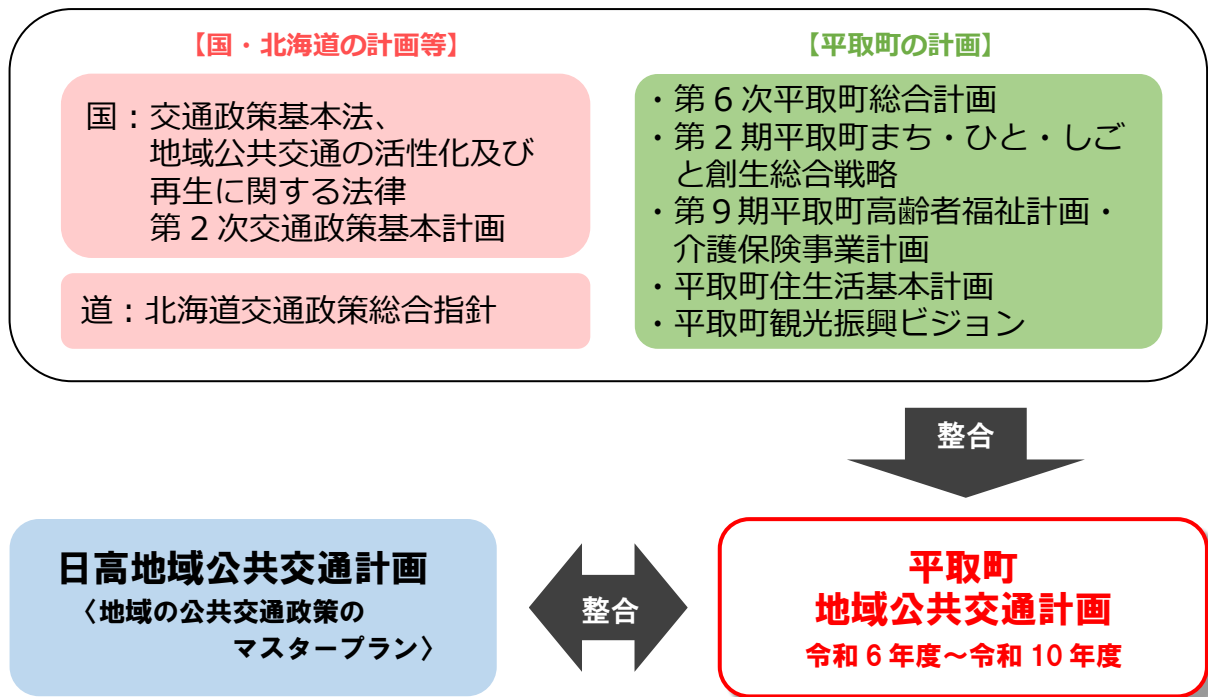 【国・北海道の計画等】
国：交通政策基本法、
地域公共交通の活性化及び
再生に関する法律
第２次交通政策基本計画
道：北海道交通政策総合指針
【平取町の計画】
・第６次平取町総合計画
・第２期平取町まち・ひと・しご
と創生総合戦略
・第９期平取町高齢者福祉計画・
介護保険事業計画
・平取町住生活基本計画
・平取町観光振興ビジョン
整合
日高地域公共交通計画
〈地域の公共交通政策の
マスタープラン〉
整合
平取町
地域公共交通計画
令和６年度～令和10年度